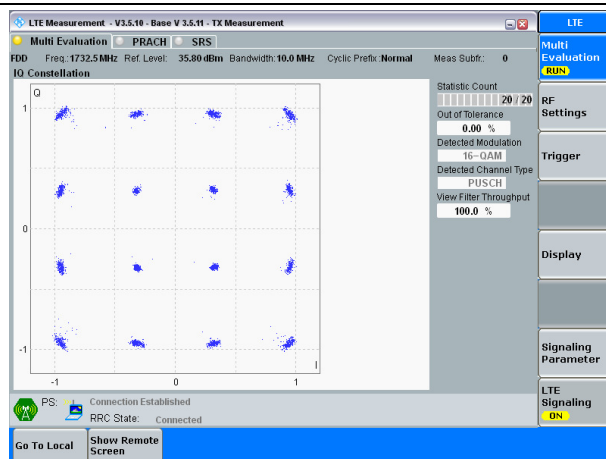 LTE Measurement - V3.5.10 - Base V 3.5.11 - TX Measurement
LTE
Multi Evaluation PRACH SRS
FDD Freq.: 1732.5 MHz Ref. Level: 35.80 dBm Bandwidth: 10.0 MHz Cyclic Prefix: Normal Meas Subfr.: 0
IQ Constellation
Q
1
0
-1
I
-1 0 1
Statistic Count
20 / 20
Out of Tolerance
0.00 %
Detected Modulation
16-QAM
Detected Channel Type
PUSCH
View Filter Throughput
100.0 %
Multi
Evaluation
RUN
RF
Settings
Trigger
Display
Signaling
Parameter
LTE
Signaling
ON
PS: Connection Established
RRC State: Connected
Go To Local
Show Remote
Screen